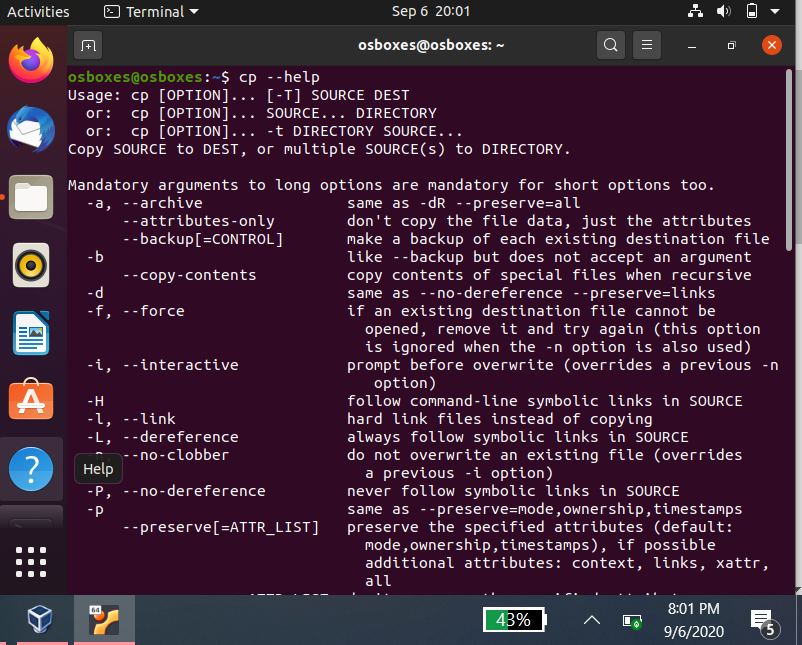 Activities Terminal Sep 6 20:01
osboxes@osboxes: ~
osboxes@osboxes:~$ cp --help
Usage: cp [OPTION]... [-T] SOURCE DEST
or: cp [OPTION]... SOURCE... DIRECTORY
or: cp [OPTION]... -t DIRECTORY SOURCE...
Copy SOURCE to DEST, or multiple SOURCE(s) to DIRECTORY.
Mandatory arguments to long options are mandatory for short options too.
-a, --archive same as -dR --preserve=all
--attributes-only don't copy the file data, just the attributes
--backup[=CONTROL] make a backup of each existing destination file
-b like --backup but does not accept an argument
--copy-contents copy contents of special files when recursive
-d same as --no-dereference --preserve=links
-f, --force if an existing destination file cannot be
opened, remove it and try again (this option
is ignored when the -n option is also used)
-i, --interactive prompt before overwrite (overrides a previous -n
option)
-H follow command-line symbolic links in SOURCE
-l, --link hard link files instead of copying
-L, --dereference always follow symbolic links in SOURCE
--no-clobber do not overwrite an existing file (overrides
Help
a previous -i option)
-P, --no-dereference never follow symbolic links in SOURCE
-p same as --preserve=mode,ownership,timestamps
--preserve[=ATTR_LIST] preserve the specified attributes (default:
mode,ownership,timestamps), if possible
additional attributes: context, links, xattr,
all
64
43%
8:01 PM
9/6/2020
5